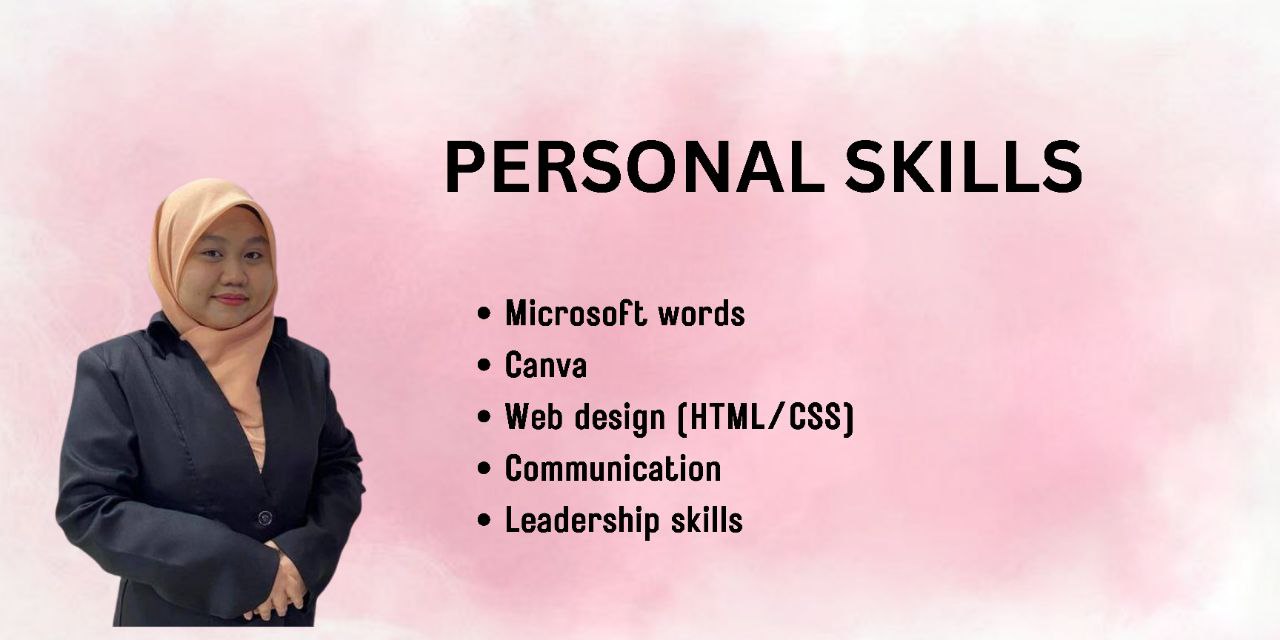 PERSONAL SKILLS
• Microsoft words
• Canva
• Web design (HTML/CSS)
• Communication
• Leadership skills